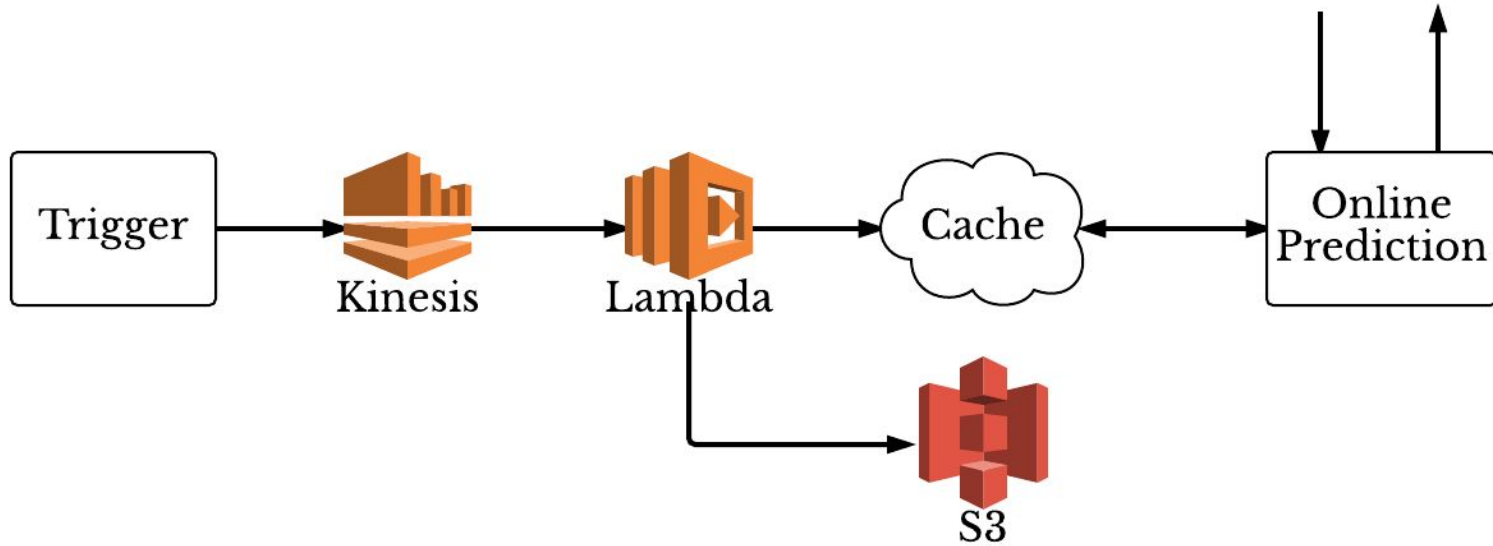 Trigger
Kinesis
Lambda
Cache
Online
Prediction
S3